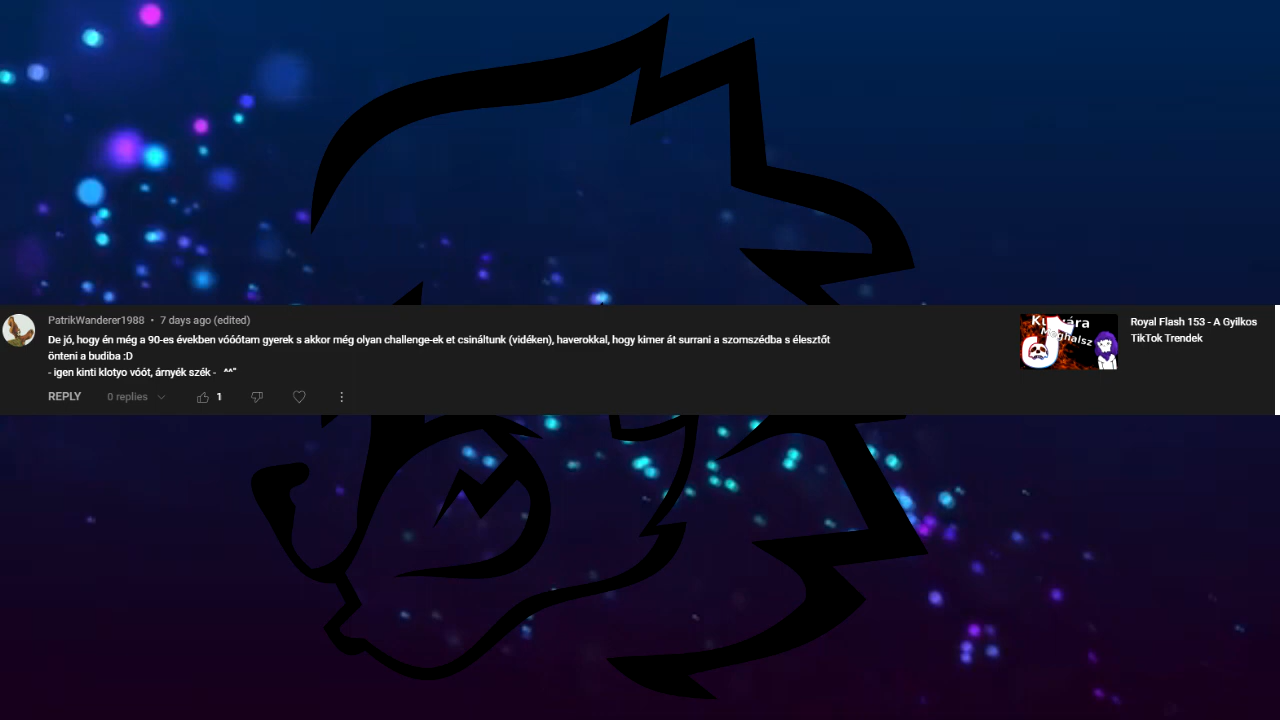 PatrikWanderer1988 • 7 days ago (edited)
De jó, hogy én még a 90-es években vóóótam gyerek s akkor még olyan challenge-ek et csináltunk (vidéken), haverokkal, hogy kimer át surrani a szomszédba s élesztőt
önteni a budiba :D
- igen kinti klotyo vóót, árnyék szék - ^^"
REPLY 0 replies 1
Meghalsz
Royal Flash 153 - A Gyilkos
TikTok Trendek